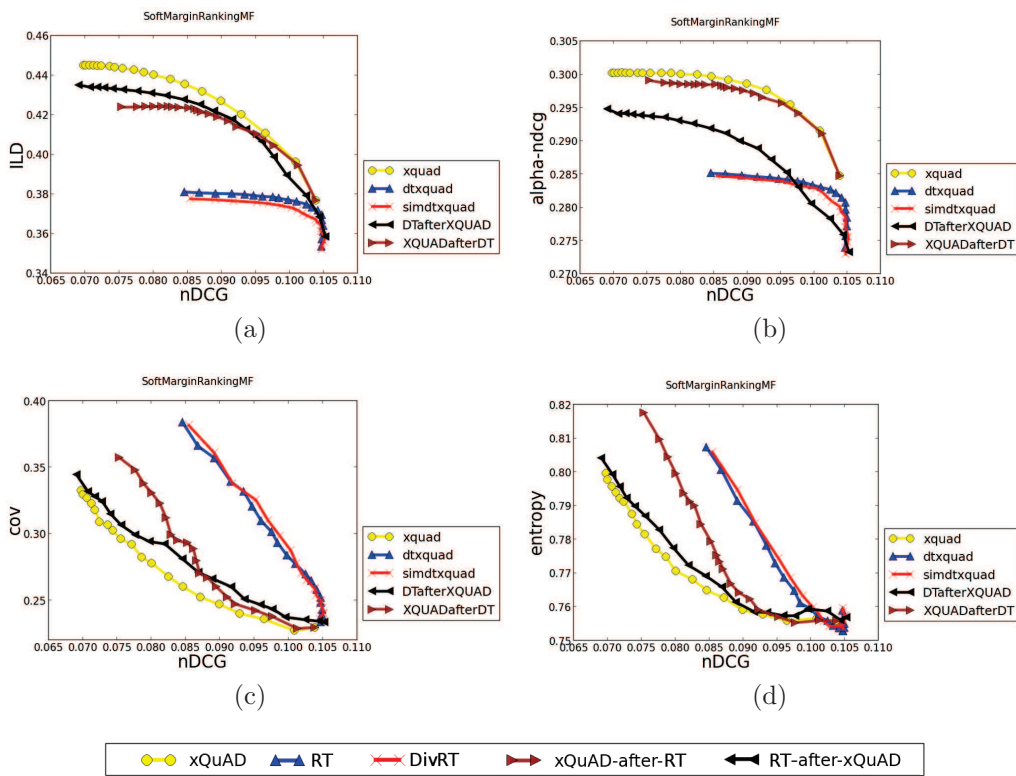 SoftMarginRankingMF
0.46
0.44
0.42
0.40
0.38
0.36
0.34
ILD
0.065 0.070 0.075 0.080 0.085 0.090 0.095 0.100 0.105 0.110
nDCG
xquad
dtxquad
simdtxquad
DTafterXQUAD
XQUADafterDT
(a)
SoftMarginRankingMF
0.305
0.300
0.295
0.290
0.285
0.280
0.275
0.270
alpha-ndcg
0.065 0.070 0.075 0.080 0.085 0.090 0.095 0.100 0.105 0.110
nDCG
xquad
dtxquad
simdtxquad
DTafterXQUAD
XQUADafterDT
(b)
SoftMarginRankingMF
0.40
0.35
0.30
0.25
cov
0.065 0.070 0.075 0.080 0.085 0.090 0.095 0.100 0.105 0.110
nDCG
xquad
dtxquad
simdtxquad
DTafterXQUAD
XQUADafterDT
(c)
SoftMarginRankingMF
0.82
0.81
0.80
0.79
0.78
0.77
0.76
0.75
entropy
0.065 0.070 0.075 0.080 0.085 0.090 0.095 0.100 0.105 0.110
nDCG
xquad
dtxquad
simdtxquad
DTafterXQUAD
XQUADafterDT
(d)
xQuAD RT DivRT xQuAD-after-RT RT-after-xQuAD